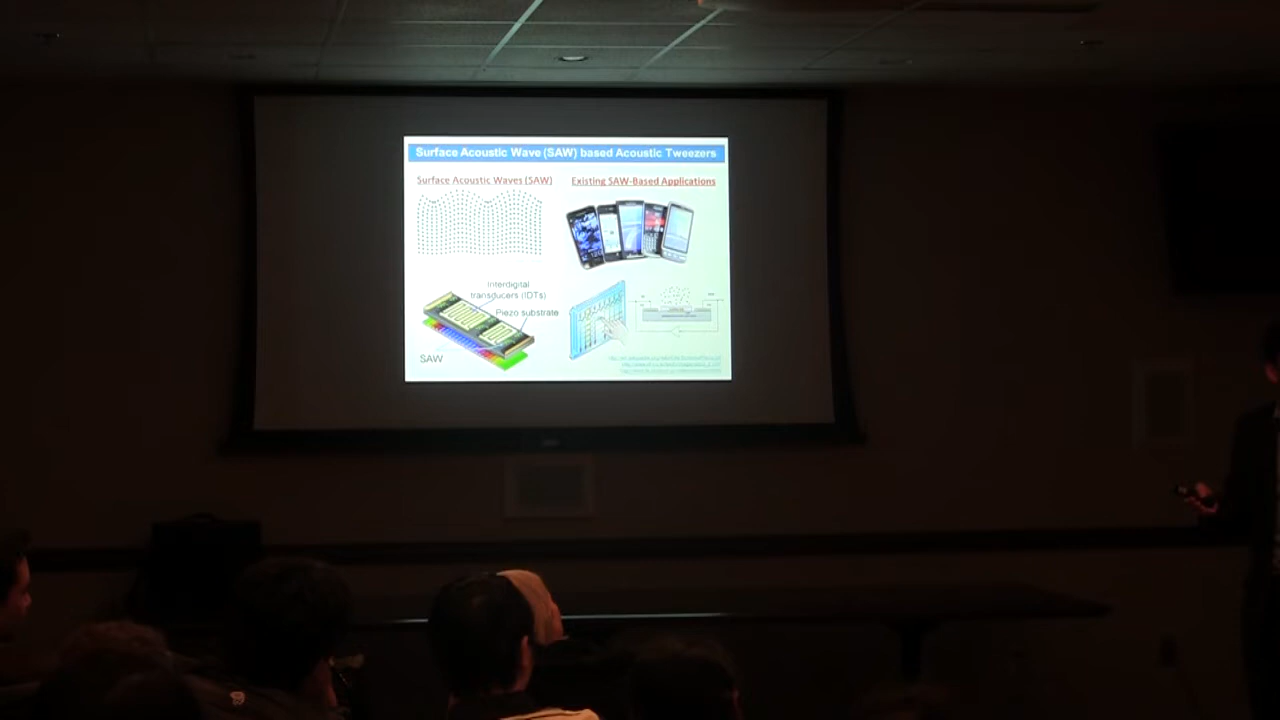 Surface Acoustic Wave (SAW) based Acoustic Tweezers
Surface Acoustic Waves (SAW)
Existing SAW-Based Applications
Interdigital
transducers (IDTs)
Piezo substrate
SAW